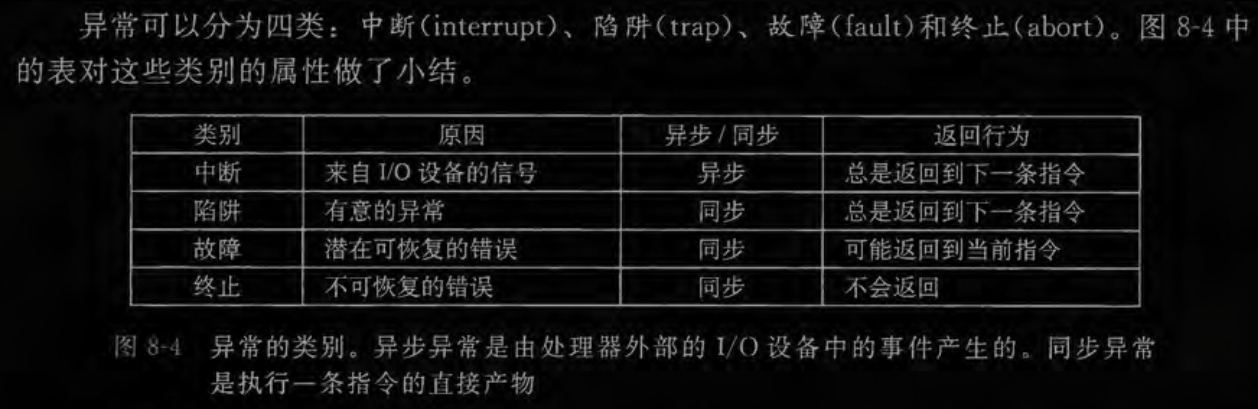 异常可以分为四类：中断(interrupt)、陷阱(trap)、故障(fault)和终止(abort)。图 8-4 中
的表对这些类别的属性做了小结。
类别 原因 异步/同步 返回行为
中断 来自 I/O 设备的信号 异步 总是返回到下一条指令
陷阱 有意的异常 同步 总是返回到下一条指令
故障 潜在可恢复的错误 同步 可能返回到当前指令
终止 不可恢复的错误 同步 不会返回
图 8-4 异常的类别。异步异常是由处理器外部的 I/O 设备中的事件产生的。同步异常
是执行一条指令的直接产物